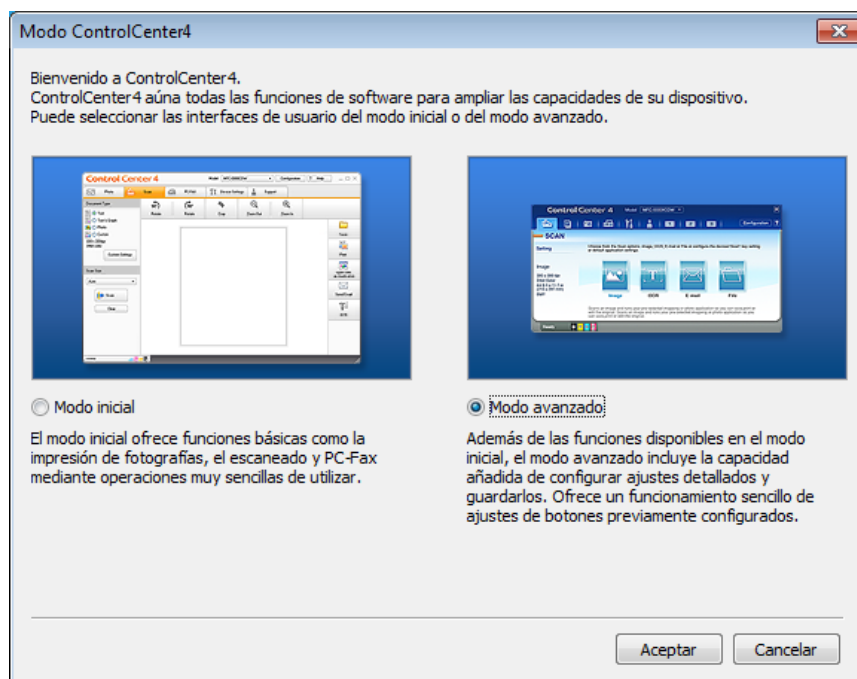 Modo ControlCenter4
Bienvenido a ControlCenter4.
ControlCenter4 aúna todas las funciones de software para ampliar las capacidades de su dispositivo.
Puede seleccionar las interfaces de usuario del modo inicial o del modo avanzado.
Control Center 4
Control Center 4
SCAN
Image
OCR
E-mail
File
Modo inicial
Modo avanzado
El modo inicial ofrece funciones básicas como la
impresión de fotografías, el escaneado y PC-Fax
mediante operaciones muy sencillas de utilizar.
Además de las funciones disponibles en el modo
inicial, el modo avanzado incluye la capacidad
añadida de configurar ajustes detallados y
guardarlos. Ofrece un funcionamiento sencillo de
ajustes de botones previamente configurados.
Aceptar
Cancelar